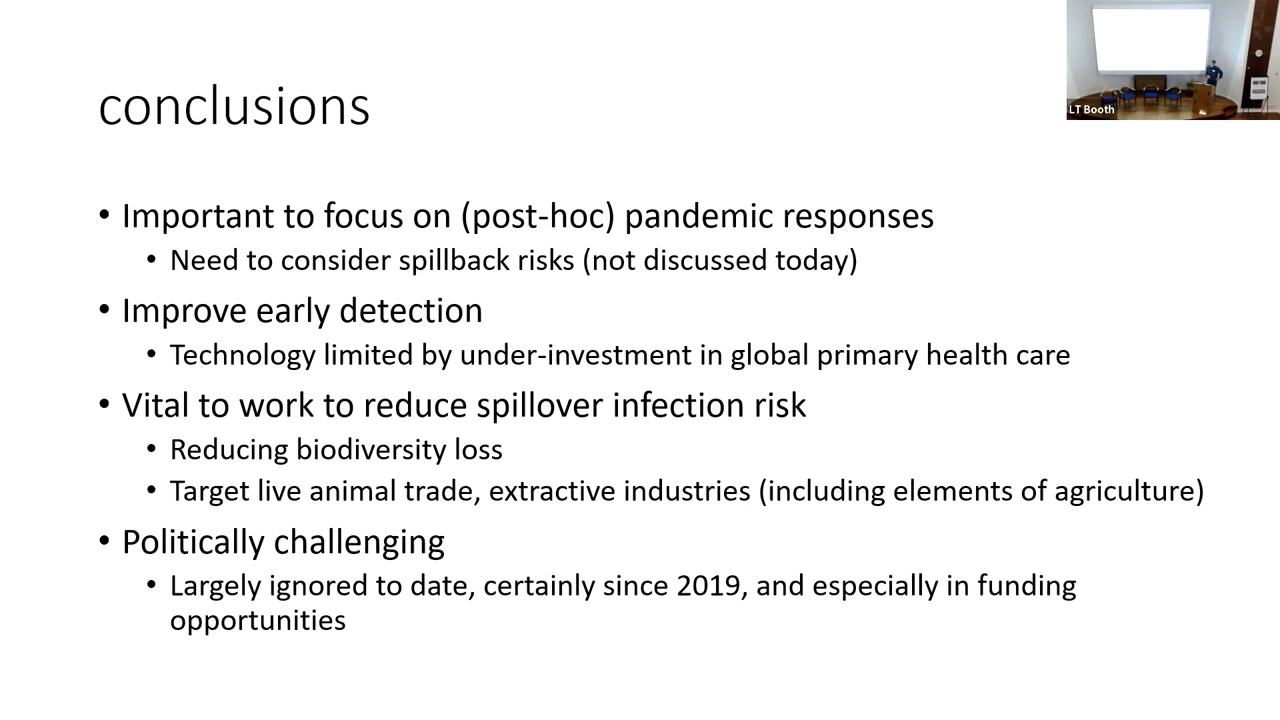 LT Booth
conclusions
• Important to focus on (post-hoc) pandemic responses
• Need to consider spillback risks (not discussed today)
• Improve early detection
• Technology limited by under-investment in global primary health care
• Vital to work to reduce spillover infection risk
• Reducing biodiversity loss
• Target live animal trade, extractive industries (including elements of agriculture)
• Politically challenging
• Largely ignored to date, certainly since 2019, and especially in funding
opportunities